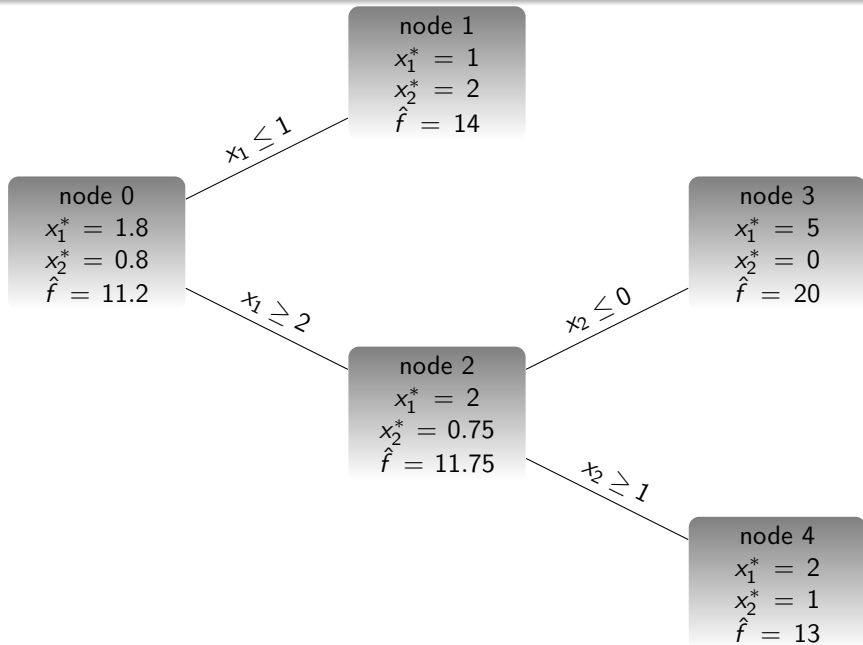 node 1
x₁* = 1
x₂* = 2
f̂ = 14
x₁ ≤ 1
node 0
x₁* = 1.8
x₂* = 0.8
f̂ = 11.2
x₁ ≥ 2
node 3
x₁* = 5
x₂* = 0
f̂ = 20
x₂ ≤ 0
node 2
x₁* = 2
x₂* = 0.75
f̂ = 11.75
x₂ ≥ 1
node 4
x₁* = 2
x₂* = 1
f̂ = 13